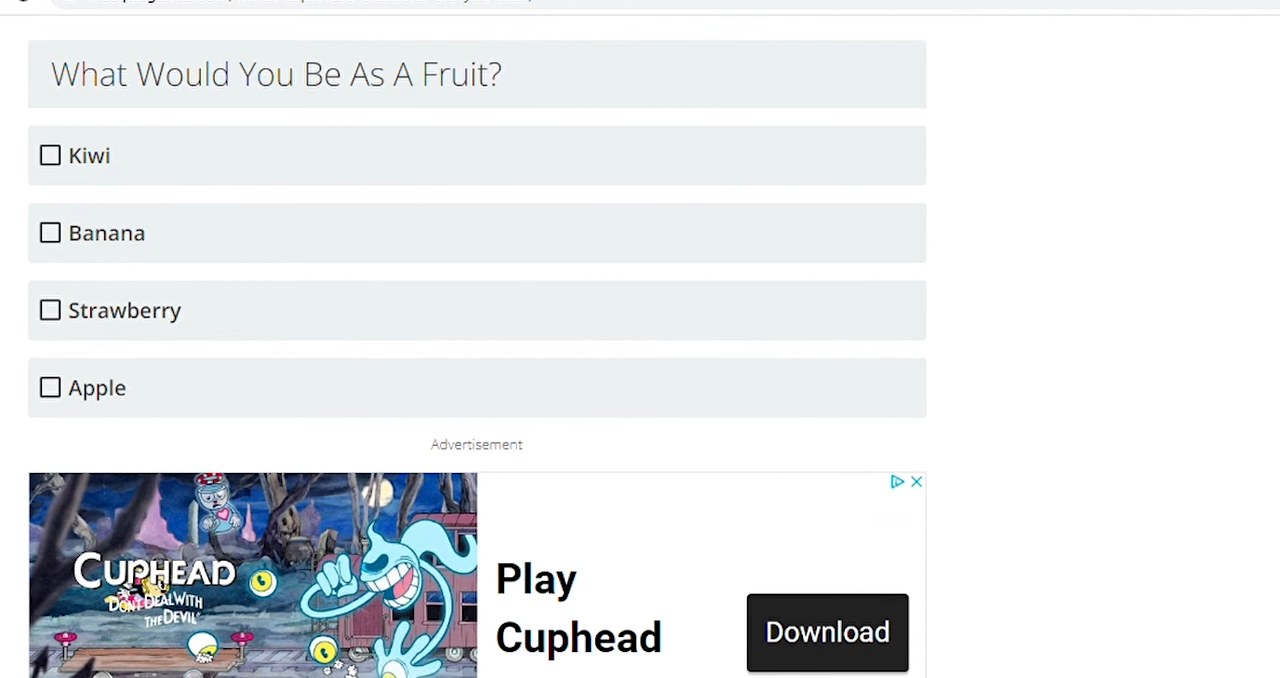 What Would You Be As A Fruit?
Kiwi
Banana
Strawberry
Apple
Advertisement
CUPHEAD
"DON'T DEAL WITH
THE DEVIL"
Play
Cuphead
Download